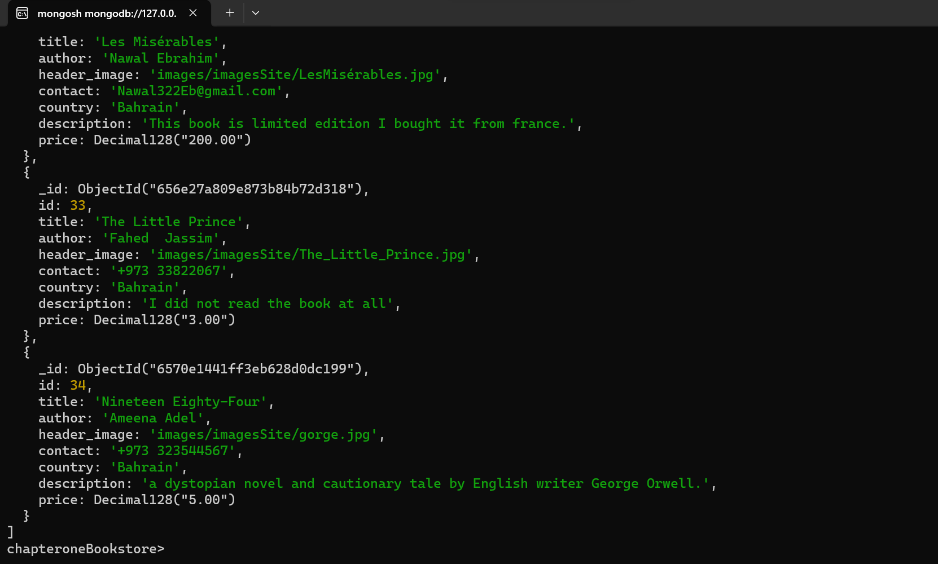 mongosh mongodb://127.0.0.
title: 'Les Misérables',
author: 'Nawal Ebrahim',
header_image: 'images/imagesSite/LesMisérables.jpg',
contact: 'Nawal322Eb@gmail.com',
country: 'Bahrain',
description: 'This book is limited edition I bought it from france.',
price: Decimal128("200.00")
},
{
_id: ObjectId("656e27a809e873b84b72d318"),
id: 33,
title: 'The Little Prince',
author: 'Fahed  Jassim',
header_image: 'images/imagesSite/The_Little_Prince.jpg',
contact: '+973 33822067',
country: 'Bahrain',
description: 'I did not read the book at all',
price: Decimal128("3.00")
},
{
_id: ObjectId("6570e1441ff3eb628d0dc199"),
id: 34,
title: 'Nineteen Eighty-Four',
author: 'Ameena Adel',
header_image: 'images/imagesSite/gorge.jpg',
contact: '+973 323544567',
country: 'Bahrain',
description: 'a dystopian novel and cautionary tale by English writer George Orwell.',
price: Decimal128("5.00")
}
]
chapteroneBookstore>